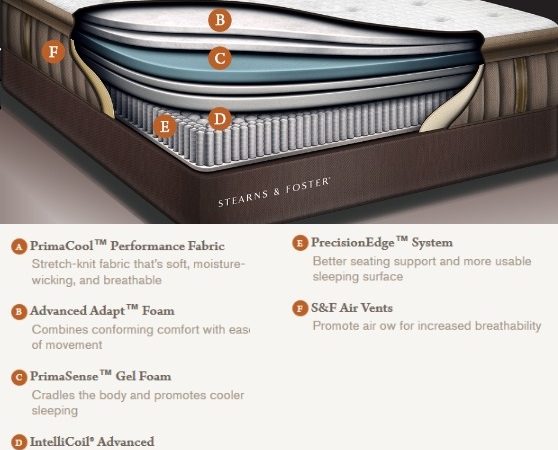 B
C
F
D
E
STEARNS & FOSTER®
A PrimaCool™ Performance Fabric
Stretch-knit fabric that's soft, moisture-
wicking, and breathable
B Advanced Adapt™ Foam
Combines conforming comfort with ease
of movement
C PrimaSense™ Gel Foam
Cradles the body and promotes cooler
sleeping
D IntelliCoil® Advanced
E PrecisionEdge™ System
Better seating support and more usable
sleeping surface
F S&F Air Vents
Promote air ow for increased breathability